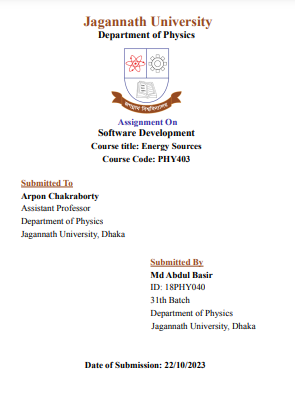 Jagannath University
Department of Physics
জগন্নাথ বিশ্ববিদ্যালয়
Assignment On
Software Development
Course title: Energy Sources
Course Code: PHY403
Submitted To
Arpon Chakraborty
Assistant Professor
Department of Physics
Jagannath University, Dhaka
Submitted By
Md Abdul Basir
ID: 18PHY040
31th Batch
Department of Physics
Jagannath University, Dhaka
Date of Submission: 22/10/2023